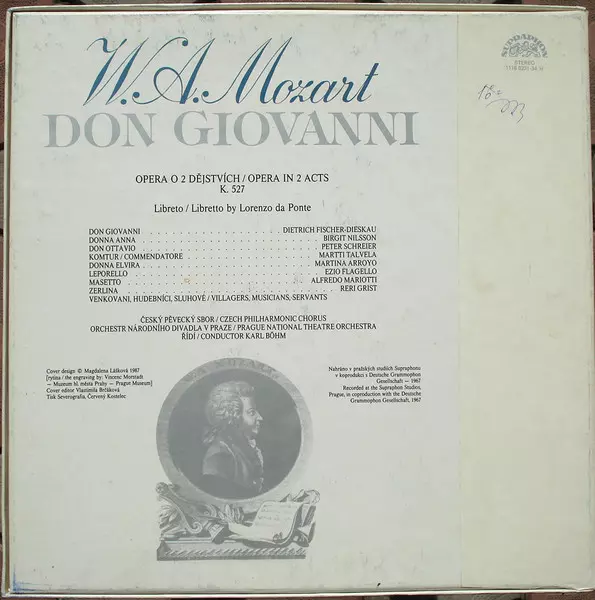 SUPRAPHON
STEREO
W. A. Mozart
DON GIOVANNI
OPERA O 2 DĚJSTVÍCH / OPERA IN 2 ACTS
K. 527
Libreto / Libretto by Lorenzo da Ponte
DON GIOVANNI . . . . . . . . . . . . . . . . . . . . DIETRICH FISCHER-DIESKAU
DONNA ANNA . . . . . . . . . . . . . . . . . . . . BIRGIT NILSSON
DON OTTAVIO . . . . . . . . . . . . . . . . . . . . PETER SCHREIER
KOMTUR / COMMENDATORE . . . . . . . . . . . . . . . . . . . . MARTTI TALVELA
DONNA ELVIRA . . . . . . . . . . . . . . . . . . . . MARTINA ARROYO
LEPORELLO . . . . . . . . . . . . . . . . . . . . EZIO FLAGELLO
MASETTO . . . . . . . . . . . . . . . . . . . . ALFREDO MARIOTTI
ZERLINA . . . . . . . . . . . . . . . . . . . . RERI GRIST
VENKOVANI, HUDEBNÍCI, SLUHOVÉ / VILLAGERS, MUSICIANS, SERVANTS
ČESKÝ PĚVECKÝ SBOR / CZECH PHILHARMONIC CHORUS
ORCHESTR NÁRODNÍHO DIVADLA V PRAZE / PRAGUE NATIONAL THEATRE ORCHESTRA
ŘÍDÍ / CONDUCTOR KARL BÖHM
Cover design © Magdalena Lášková 1987
[rytina / the engraving by: Vincenc Morstadt
— Museum hl. města Prahy — Prague Museum]
Cover editor Vlastimila Brčáková
Tisk Severografia, Červený Kostelec
Nahráno v pražských studiích Supraphonu
v koprodukci s Deutsche Grammophon
Gesellschaft — 1967
Recorded at the Supraphon Studios,
Prague, in coproduction with the Deutsche
Grammophon Gesellschaft, 1967